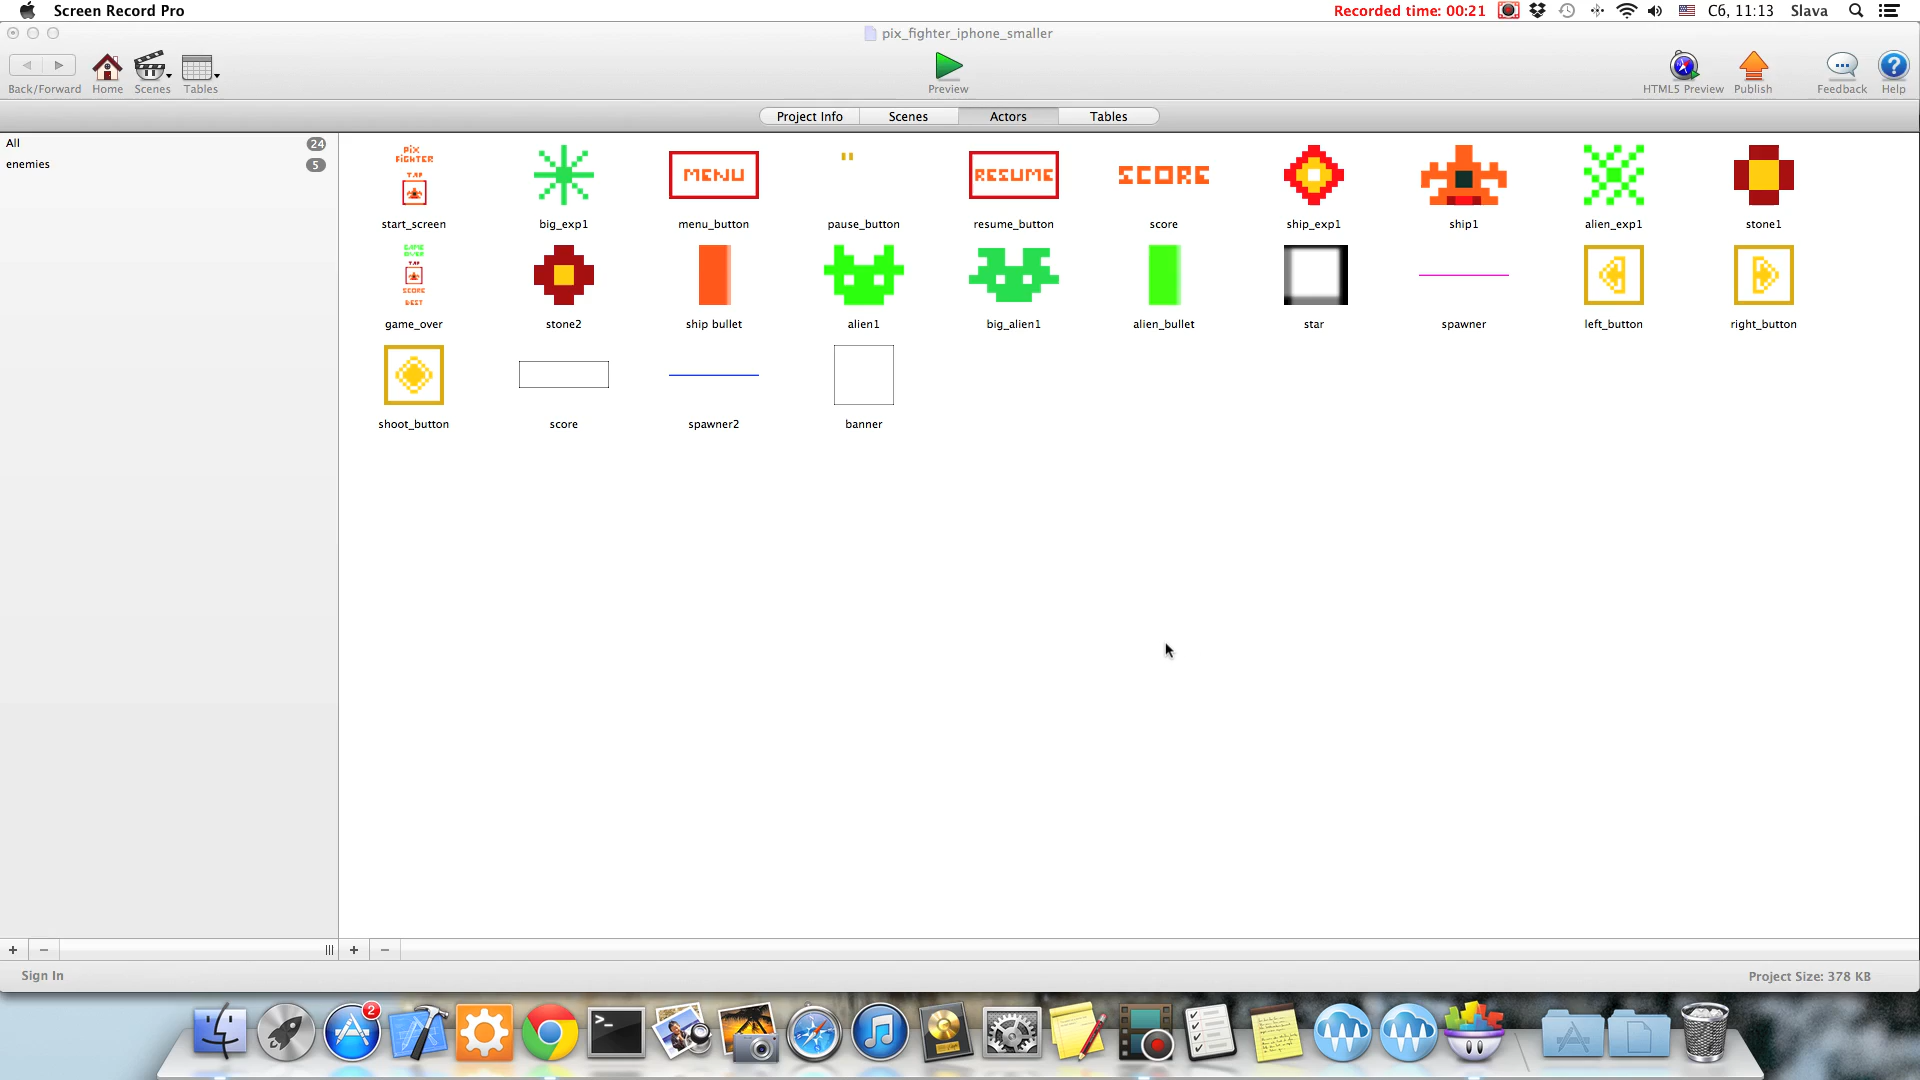 Screen Record Pro
Recorded time: 00:21
C6, 11:13
Slava
pix_fighter_iphone_smaller
Back/Forward
Home
Scenes
Tables
Preview
HTML5 Preview
Publish
Feedback
Help
Project Info
Scenes
Actors
Tables
All
24
enemies
5
PIX
FIGHTER
TAP
MENU
"
RESUME
SCORE
start_screen
big_exp1
menu_button
pause_button
resume_button
score
ship_exp1
ship1
alien_exp1
stone1
GAME
OVER
TAP
SCORE
BEST
game_over
stone2
ship bullet
alien1
big_alien1
alien_bullet
star
spawner
left_button
right_button
shoot_button
score
spawner2
banner
Sign In
Project Size: 378 KB
2